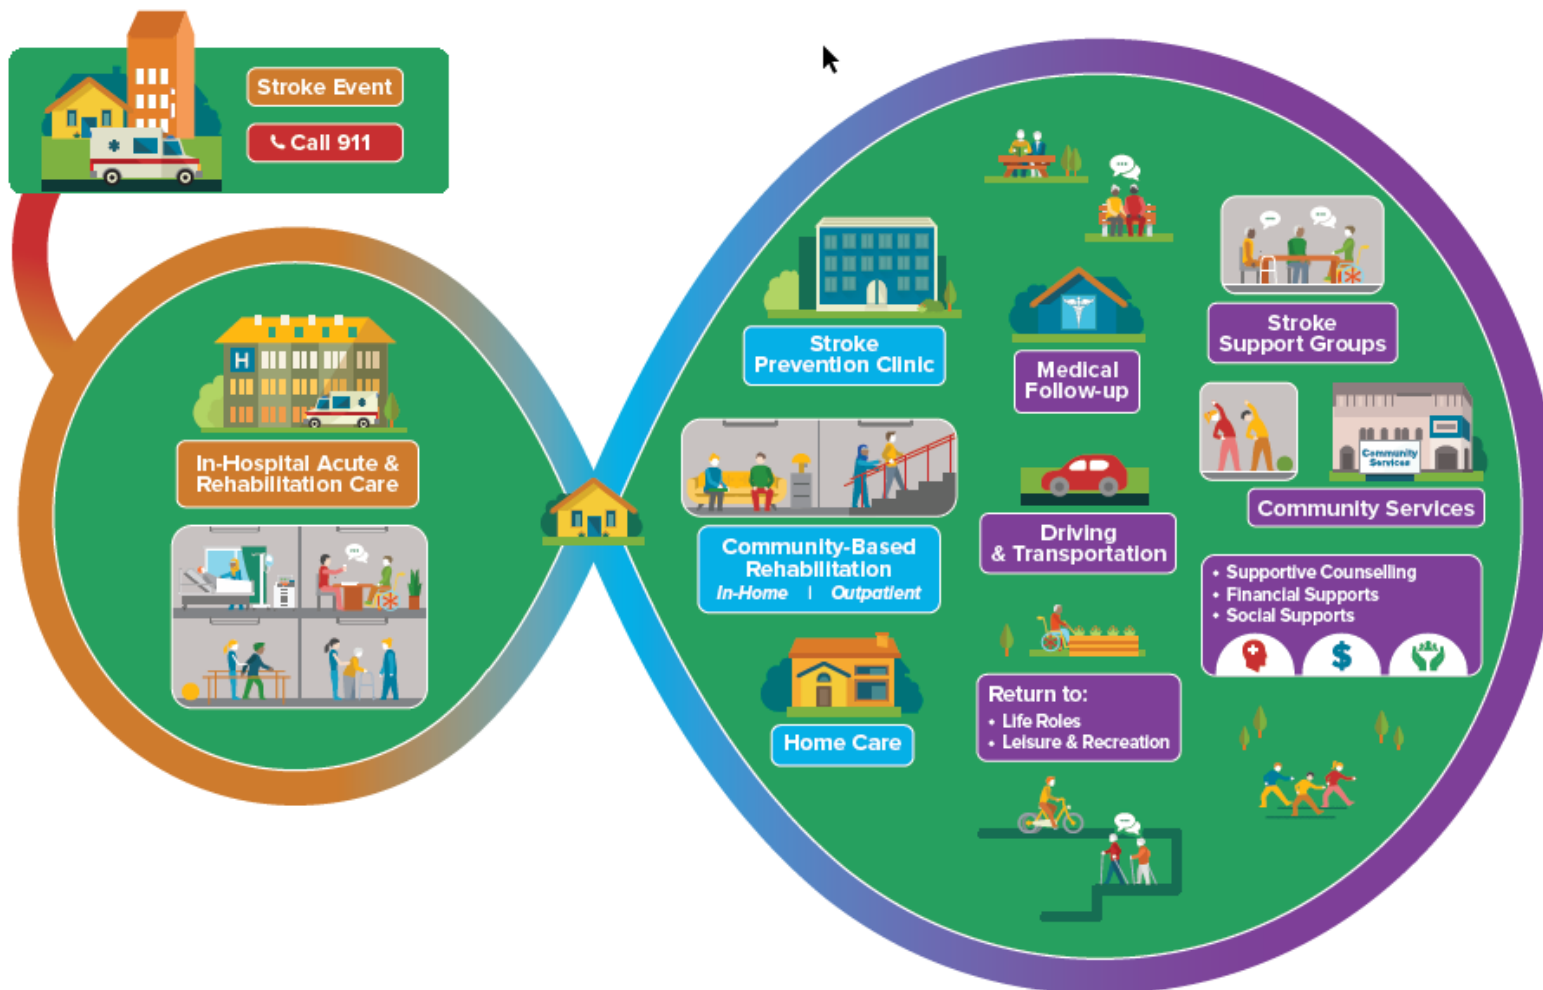 Stroke Event
Call 911
H
In-Hospital Acute &
Rehabilitation Care
Stroke
Prevention Clinic
Community-Based
Rehabilitation
In-Home | Outpatient
Home Care
Medical
Follow-up
Driving
& Transportation
Return to:
• Life Roles
• Leisure & Recreation
Stroke
Support Groups
Community
Services
Community Services
• Supportive Counselling
• Financial Supports
• Social Supports
$